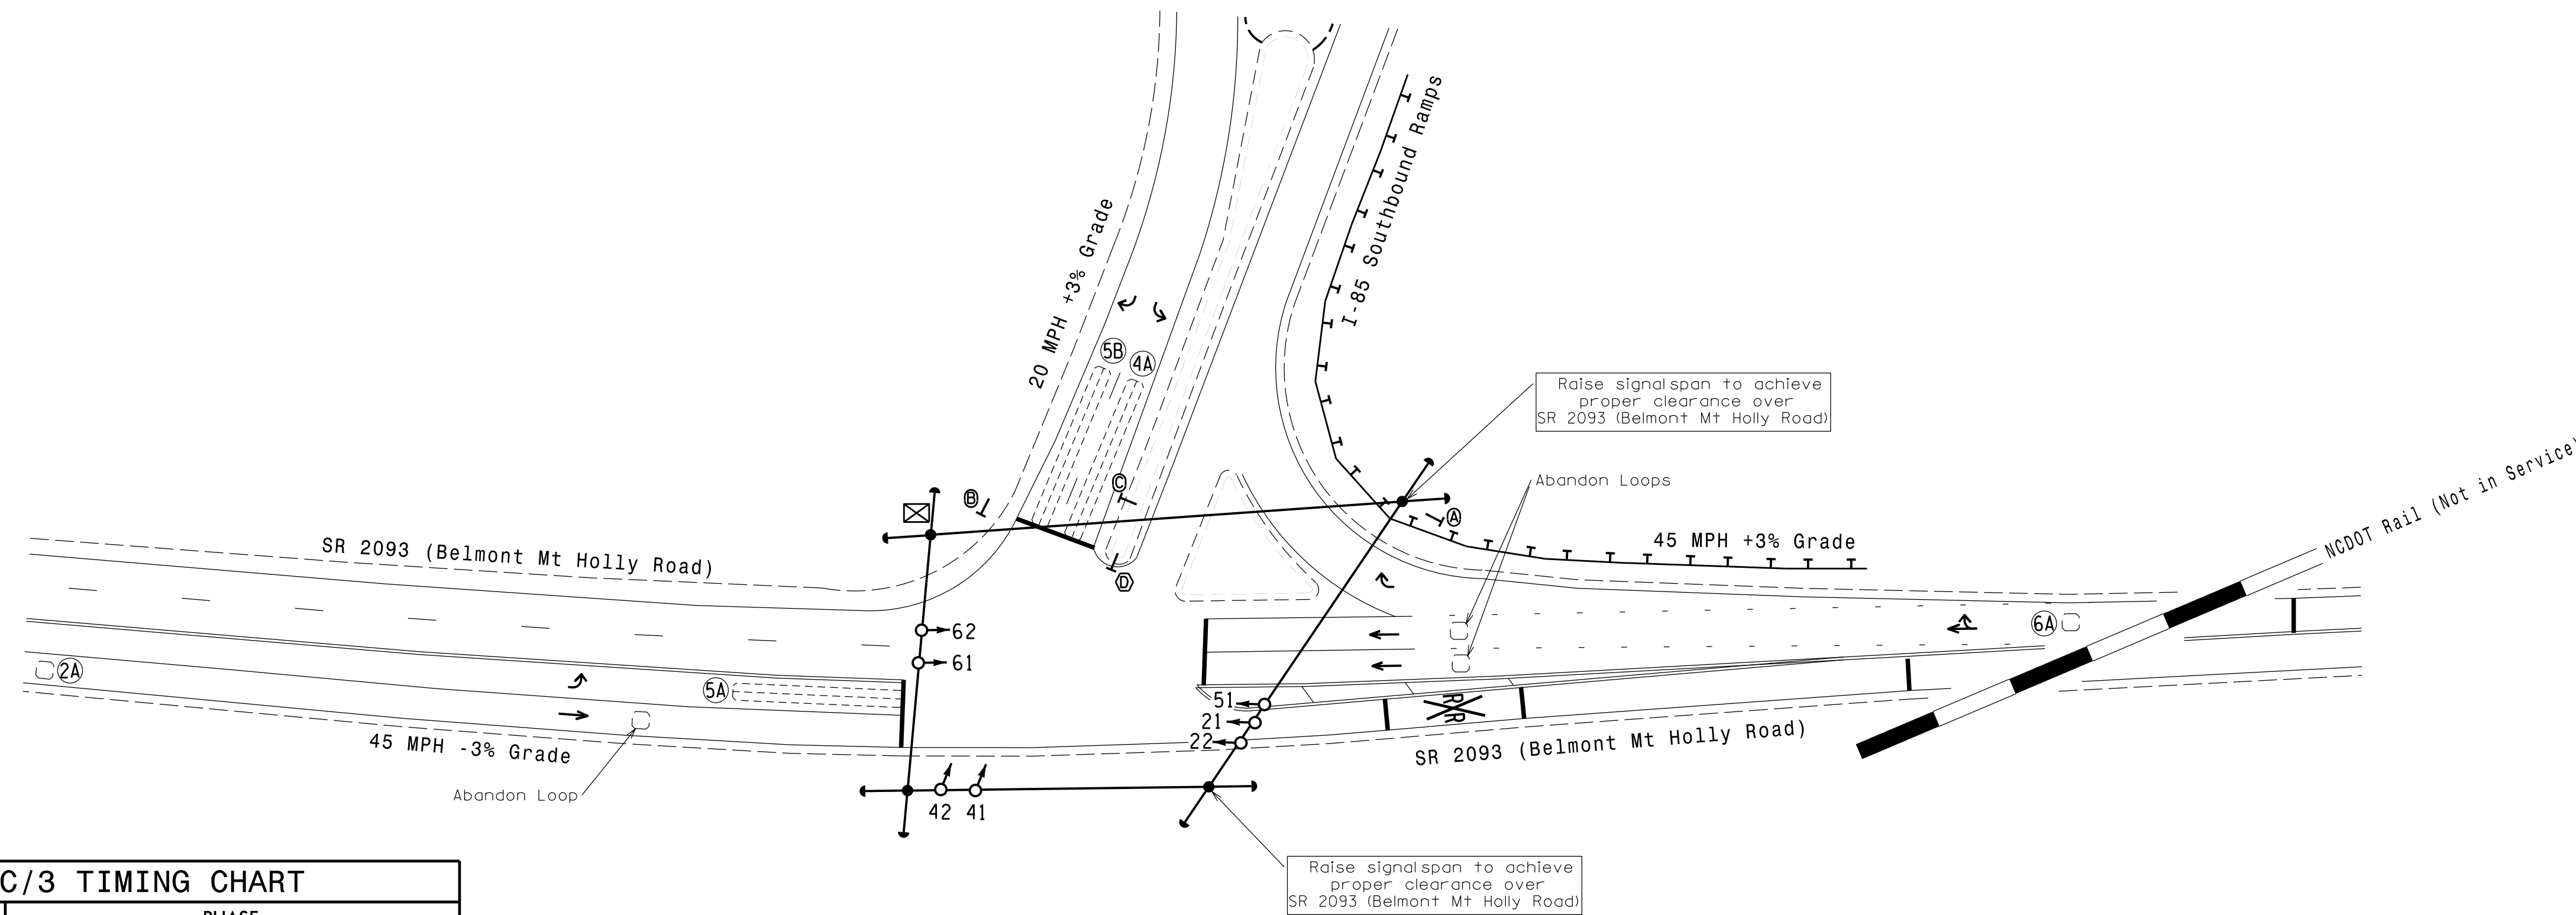 I-85 Southbound Ramps
20 MPH +3% Grade
5B
4A
Raise signal span to achieve
proper clearance over
SR 2093 (Belmont Mt Holly Road)
Abandon Loops
B
C
A
D
SR 2093 (Belmont Mt Holly Road)
45 MPH +3% Grade
NCDOT Rail (Not in Service)
62
61
6A
2A
5A
51
21
22
R R
45 MPH -3% Grade
SR 2093 (Belmont Mt Holly Road)
Abandon Loop
42
41
Raise signal span to achieve
proper clearance over
SR 2093 (Belmont Mt Holly Road)
C/3 TIMING CHART
PHASE